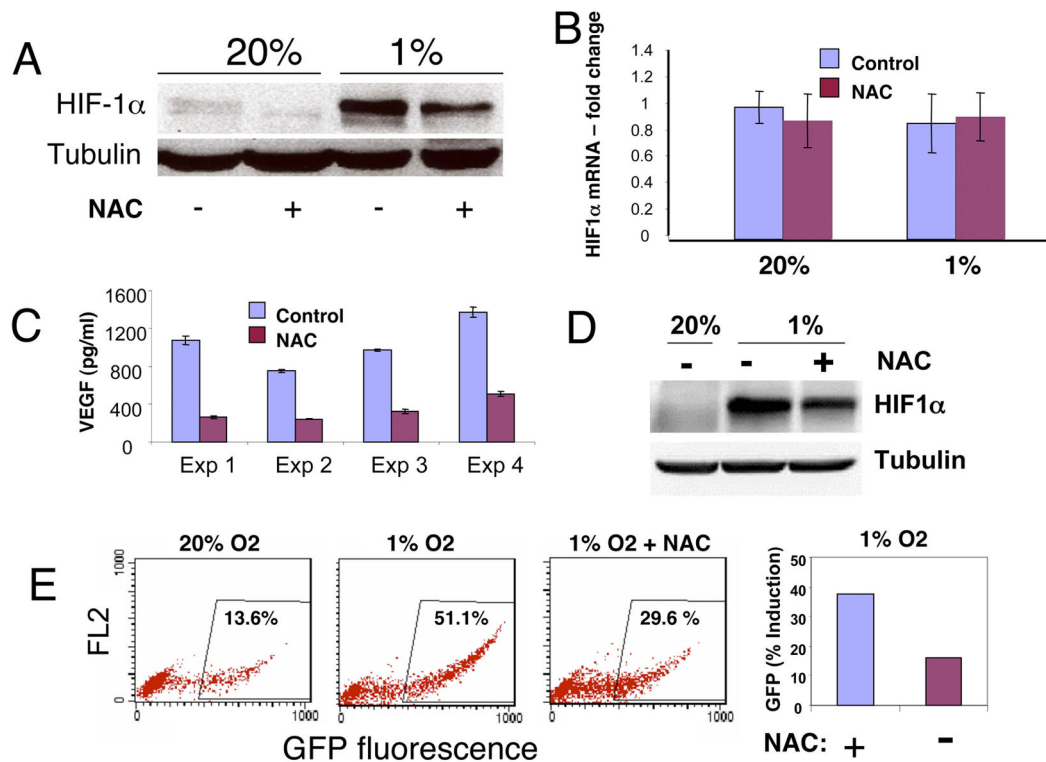 A
20% 1%
HIF-1α
Tubulin
NAC - + - +
B
HIF1α mRNA – fold change
1.4
1.2
1
0.8
0.6
0.4
0.2
0
Control
NAC
20% 1%
C
VEGF (pg/ml)
1600
1200
800
400
0
Control
NAC
Exp 1 Exp 2 Exp 3 Exp 4
D
20% 1%
- - + NAC
HIF1α
Tubulin
E
20% O2 1% O2 1% O2 + NAC
FL2
1000
0
13.6% 51.1% 29.6 %
0 1000 0 1000 0 1000
GFP fluorescence
1% O2
GFP (% Induction)
50
40
30
20
10
0
NAC: + -